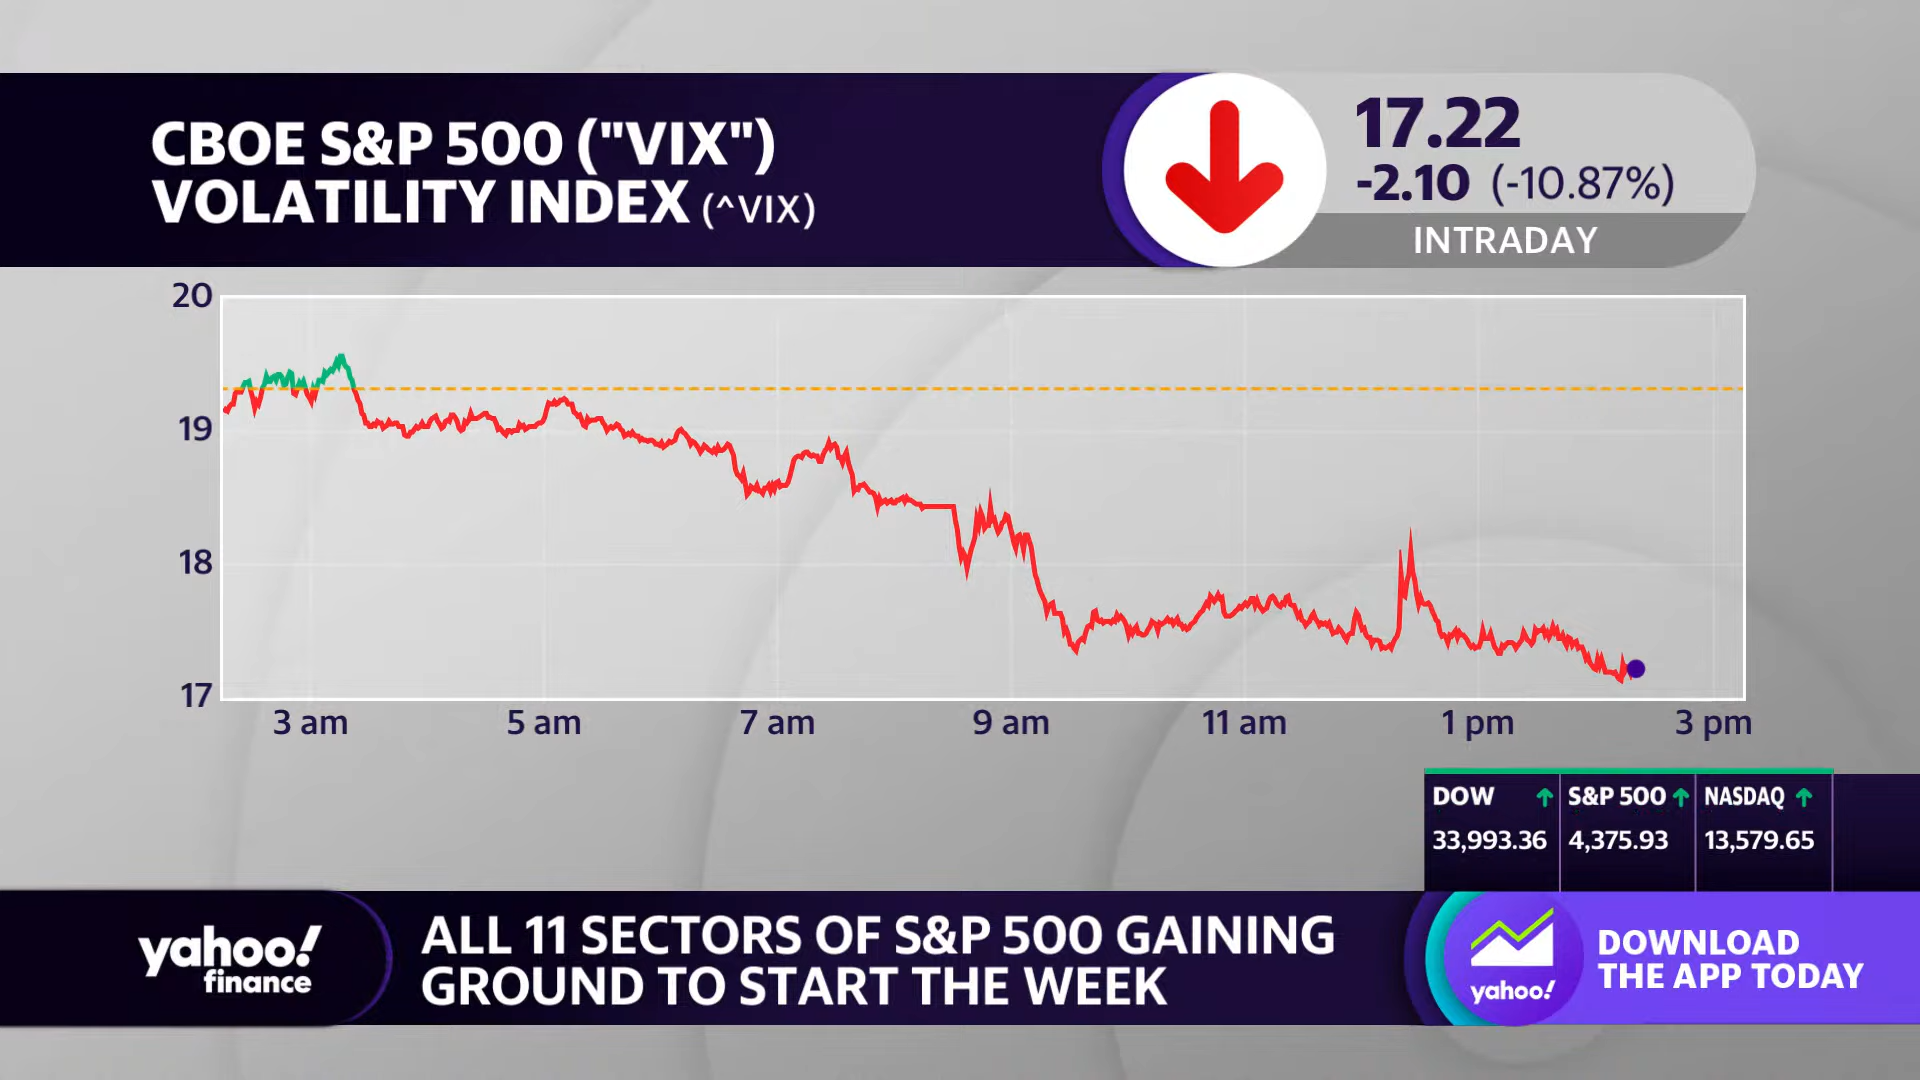 CBOE S&P 500 ("VIX")
VOLATILITY INDEX (^VIX)
17.22
-2.10 (-10.87%)
INTRADAY
20
19
18
17
3 am 5 am 7 am 9 am 11 am 1 pm 3 pm
DOW S&P 500 NASDAQ
33,993.36 4,375.93 13,579.65
yahoo!
finance
ALL 11 SECTORS OF S&P 500 GAINING
GROUND TO START THE WEEK
yahoo!
DOWNLOAD
THE APP TODAY